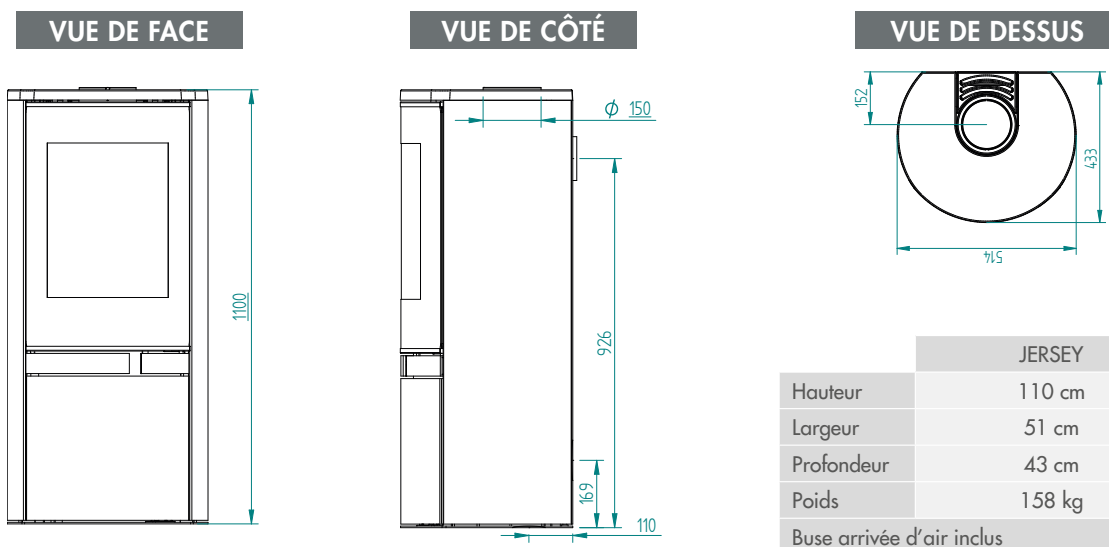 VUE DE FACE
VUE DE CÔTÉ
VUE DE DESSUS
1100
Φ 150
926
169
110
152
433
514
JERSEY
Hauteur 110 cm
Largeur 51 cm
Profondeur 43 cm
Poids 158 kg
Buse arrivée d'air inclus